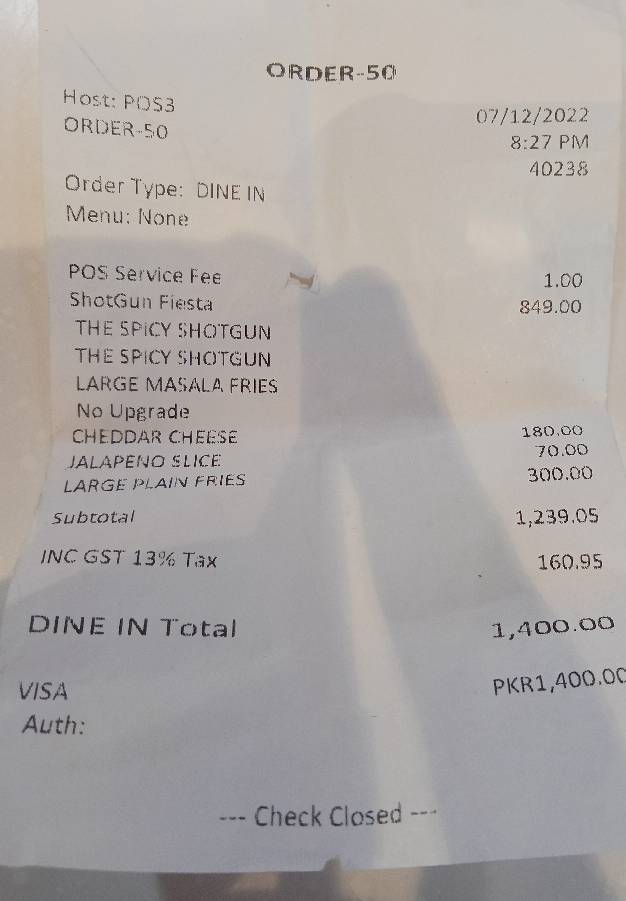 ORDER-50
Host: POS3
07/12/2022
ORDER-50
8:27 PM
40238
Order Type: DINE IN
Menu: None
POS Service Fee 1.00
ShotGun Fiesta 849.00
THE SPICY SHOTGUN
THE SPICY SHOTGUN
LARGE MASALA FRIES
No Upgrade
CHEDDAR CHEESE 180.00
JALAPENO SLICE 70.00
LARGE PLAIN FRIES 300.00
Subtotal 1,239.05
INC GST 13% Tax 160.95
DINE IN Total 1,400.00
VISA PKR1,400.00
Auth:
--- Check Closed ---